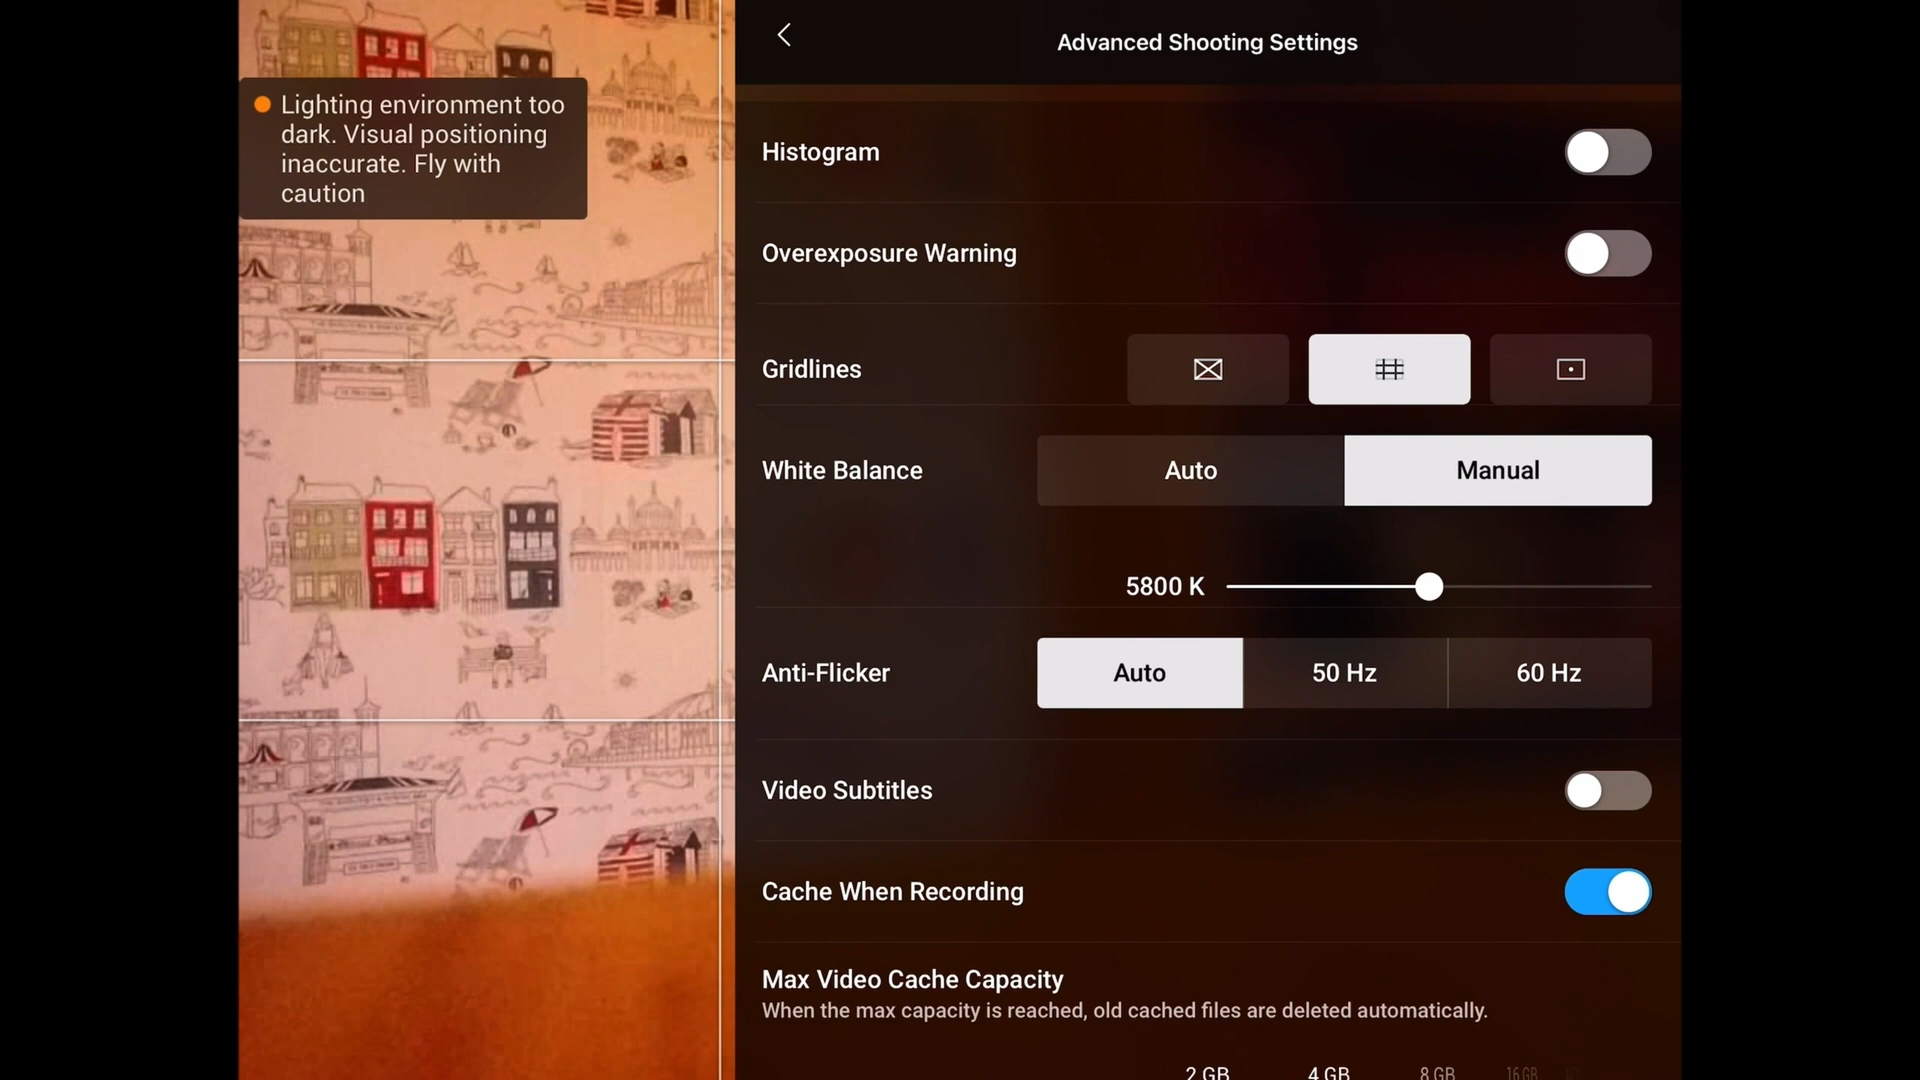 Advanced Shooting Settings
Lighting environment too
dark. Visual positioning
inaccurate. Fly with
caution
Histogram
Overexposure Warning
Gridlines
White Balance
Auto
Manual
5800 K
Anti-Flicker
Auto
50 Hz
60 Hz
Video Subtitles
Cache When Recording
Max Video Cache Capacity
When the max capacity is reached, old cached files are deleted automatically.
2 GB
4 GB
8 GB
16 GB